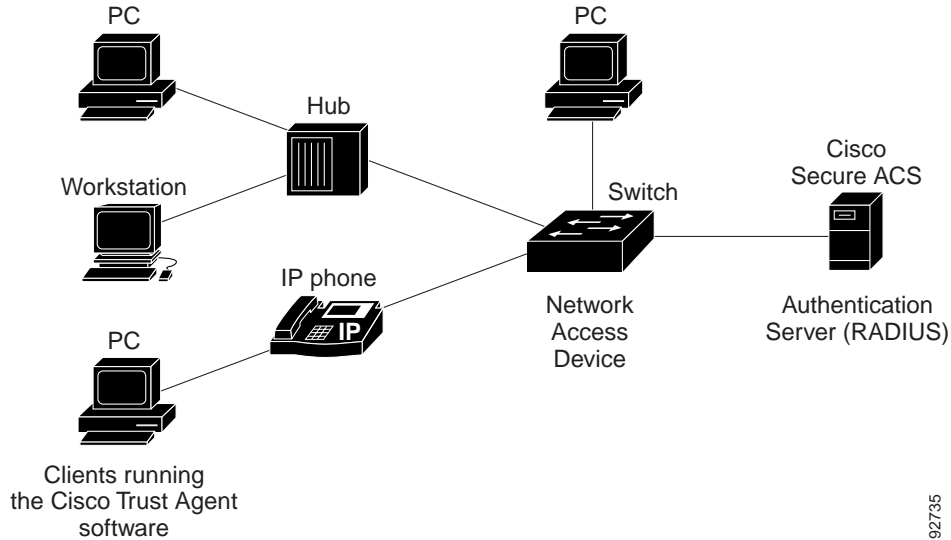 PC
PC
Hub
Cisco
Secure ACS
Workstation
Switch
IP phone
IP
Network
Access
Device
Authentication
Server (RADIUS)
PC
Clients running
the Cisco Trust Agent
software
92735